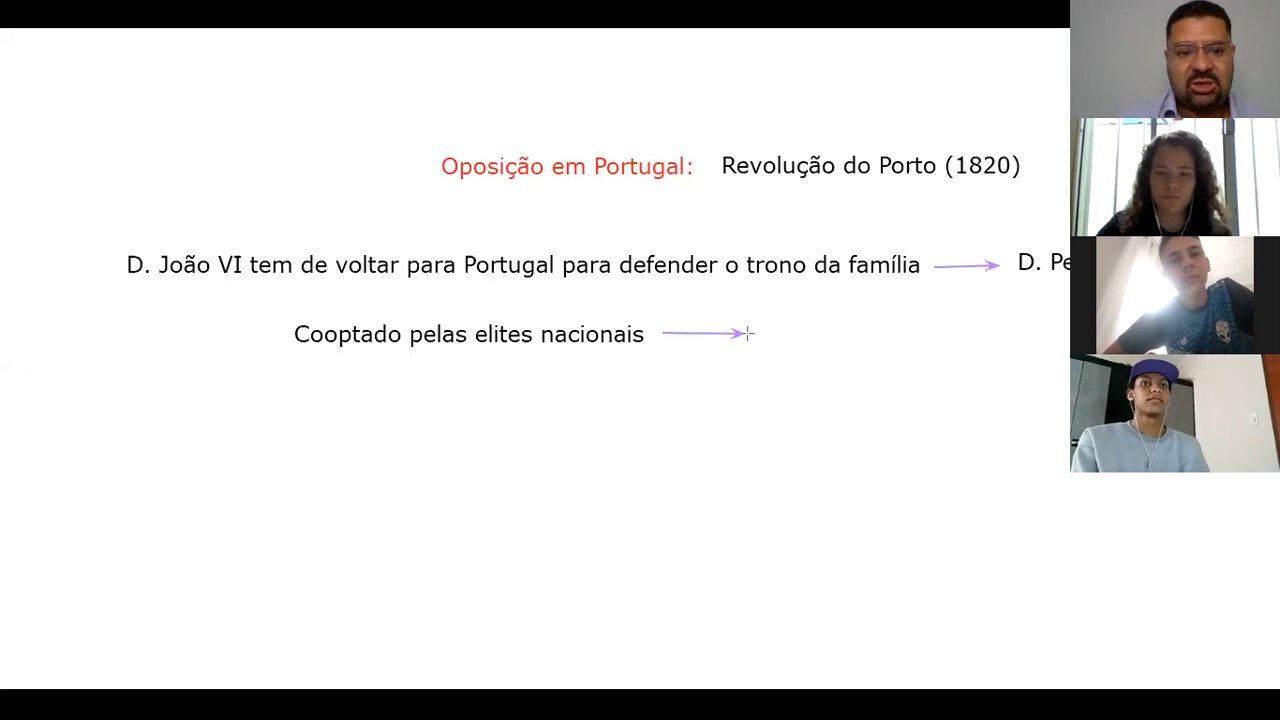 Oposição em Portugal: Revolução do Porto (1820)
D. João VI tem de voltar para Portugal para defender o trono da família D.
Cooptado pelas elites nacionais